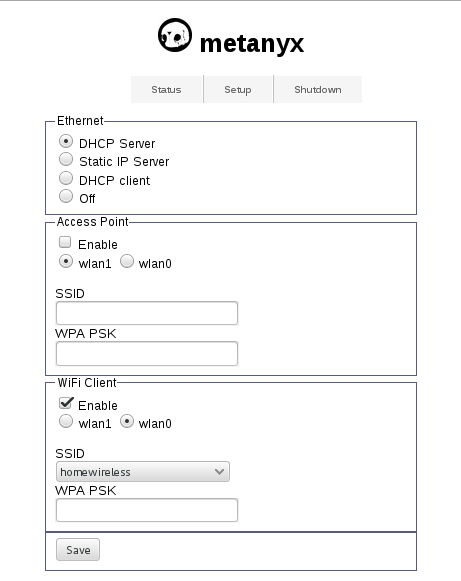 metanyx
Status Setup Shutdown
Ethernet
DHCP Server
Static IP Server
DHCP client
Off
Access Point
Enable
wlan1 wlan0
SSID
WPA PSK
WiFi Client
Enable
wlan1 wlan0
SSID
homewireless
WPA PSK
Save